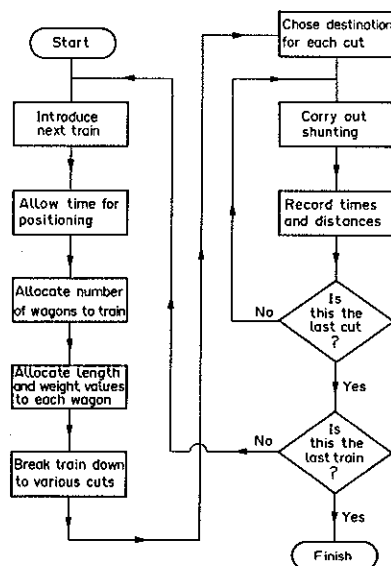 Start
Introduce
next train
Allow time for
positioning
Allocate number
of wagons to train
Allocate length
and weight values
to each wagon
Break train down
to various cuts
Chose destination
for each cut
Carry out
shunting
Record times
and distances
Is
this the
last cut
?
No
Yes
Is
this the
last train
?
No
Yes
Finish